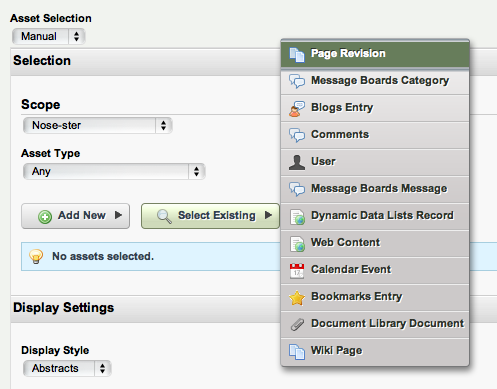 Asset Selection
Manual
Selection
Scope
Nose-ster
Asset Type
Any
Add New
Select Existing
No assets selected.
Display Settings
Display Style
Abstracts
Page Revision
Message Boards Category
Blogs Entry
Comments
User
Message Boards Message
Dynamic Data Lists Record
Web Content
Calendar Event
Bookmarks Entry
Document Library Document
Wiki Page